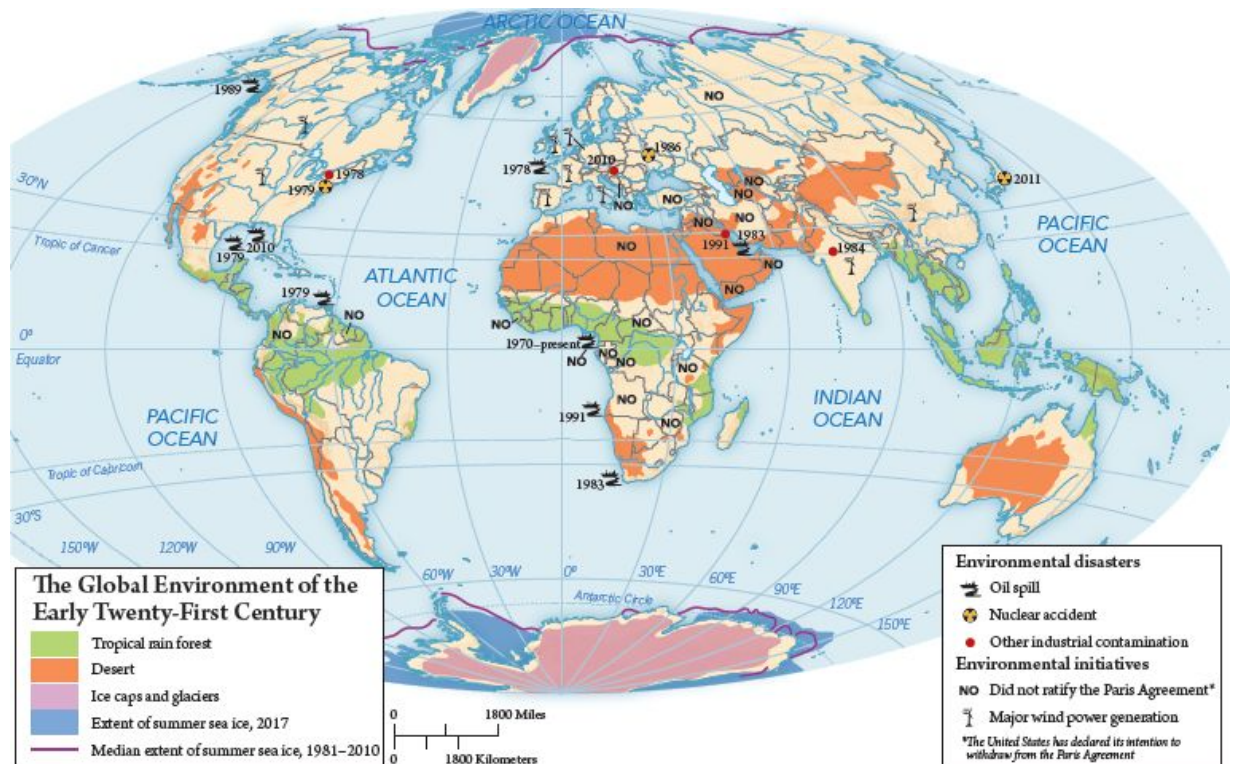 ARCTIC OCEAN
1989
1978
1979
30°N
Tropic of Cancer
1979
2010
1979
ATLANTIC
OCEAN
NO
NO
0°
Equator
PACIFIC
OCEAN
Tropic of Capricorn
30°S
150°W
120°W
90°W
60°W
30°W
0°
30°E
60°E
90°E
120°E
150°E
Antarctic Circle
NO
1986
2010
1978
NO
NO
NO
NO
NO
NO
1991
1983
NO
NO
NO
NO
1984
2011
PACIFIC
OCEAN
NO
1970–present
NO
NO
NO
NO
NO
NO
NO
1991
1983
INDIAN
OCEAN
The Global Environment of the
Early Twenty-First Century
Tropical rain forest
Desert
Ice caps and glaciers
Extent of summer sea ice, 2017
Median extent of summer sea ice, 1981–2010
0 1800 Miles
0 1800 Kilometers
Environmental disasters
Oil spill
Nuclear accident
Other industrial contamination
Environmental initiatives
NO Did not ratify the Paris Agreement*
Major wind power generation
*The United States has declared its intention to
withdraw from the Paris Agreement